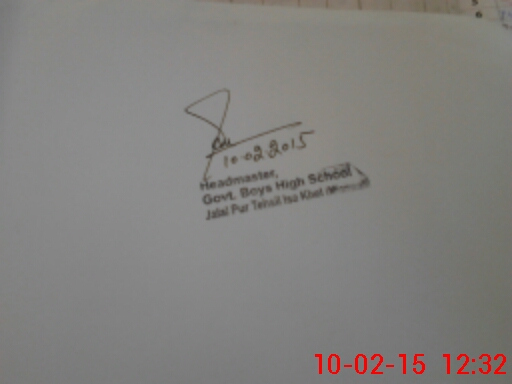 10-02-2015
Headmaster,
Govt. Boys High School
Jalal Pur Tehsil Isa Khel
10-02-15 12:32